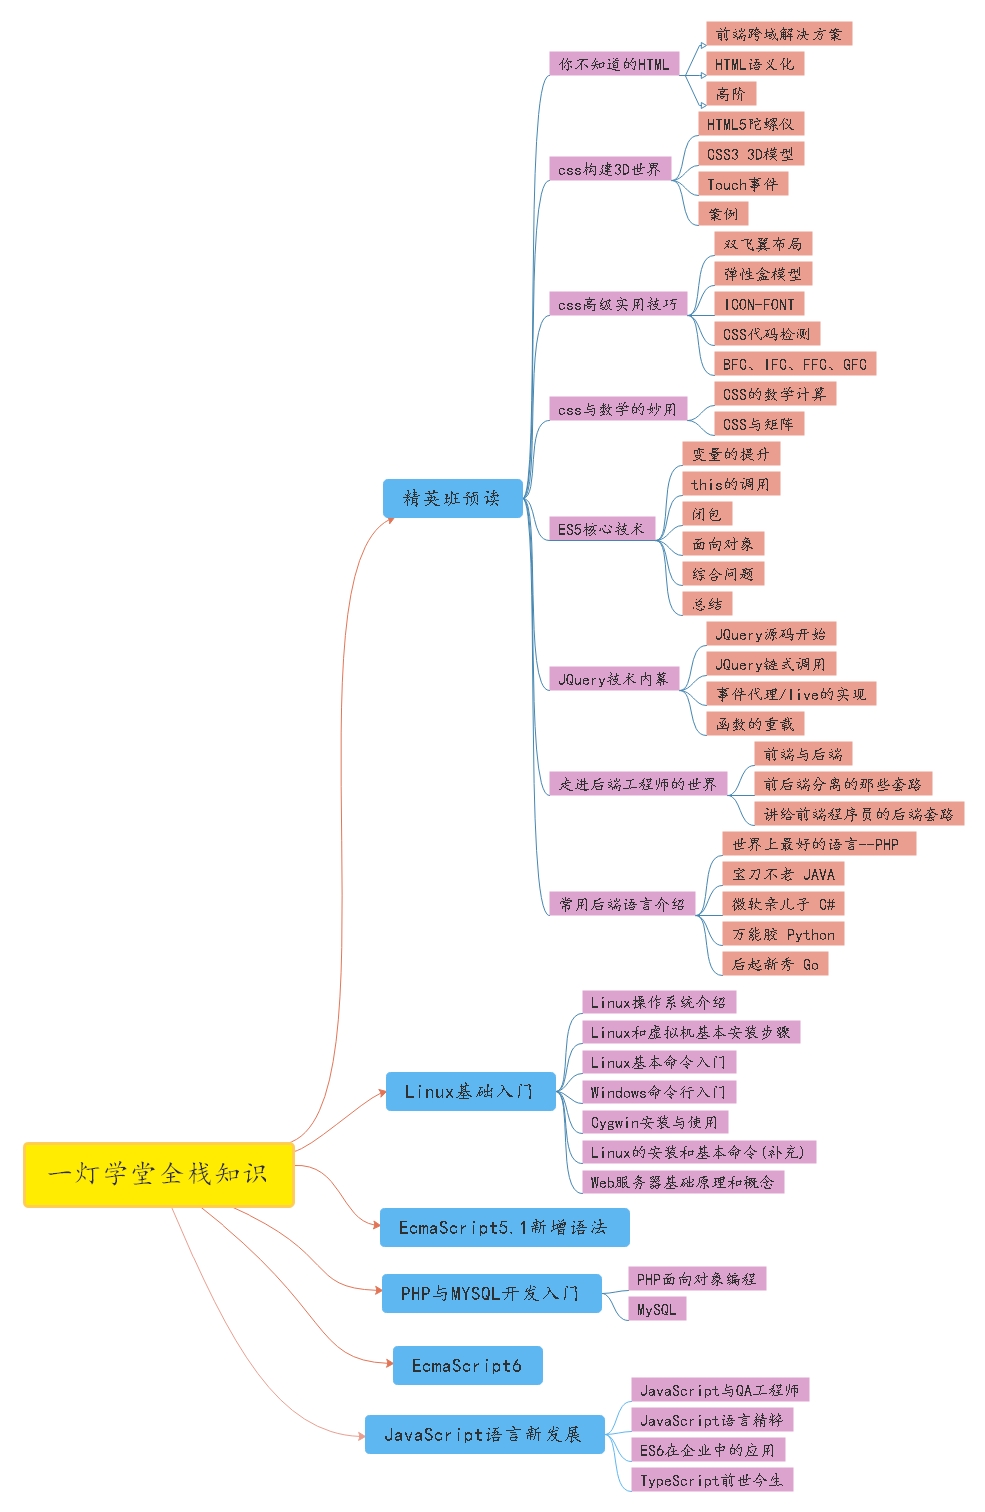 一灯学堂全栈知识
精英班预读
你不知道的HTML
前端跨域解决方案
HTML语义化
高阶
css构建3D世界
HTML5陀螺仪
CSS3 3D模型
Touch事件
案例
css高级实用技巧
双飞翼布局
弹性盒模型
ICON-FONT
CSS代码检测
BFC、IFC、FFC、GFC
css与数学的妙用
CSS的数学计算
CSS与矩阵
ES5核心技术
变量的提升
this的调用
闭包
面向对象
综合问题
总结
JQuery技术内幕
JQuery源码开始
JQuery链式调用
事件代理/live的实现
函数的重载
走进后端工程师的世界
前端与后端
前后端分离的那些套路
讲给前端程序员的后端套路
常用后端语言介绍
世界上最好的语言--PHP
宝刀不老 JAVA
微软亲儿子 C#
万能胶 Python
后起新秀 Go
Linux基础入门
Linux操作系统介绍
Linux和虚拟机基本安装步骤
Linux基本命令入门
Windows命令行入门
Cygwin安装与使用
Linux的安装和基本命令(补充)
Web服务器基础原理和概念
EcmaScript5.1新增语法
PHP与MYSQL开发入门
PHP面向对象编程
MySQL
EcmaScript6
JavaScript语言新发展
JavaScript与QA工程师
JavaScript语言精粹
ES6在企业中的应用
TypeScript前世今生